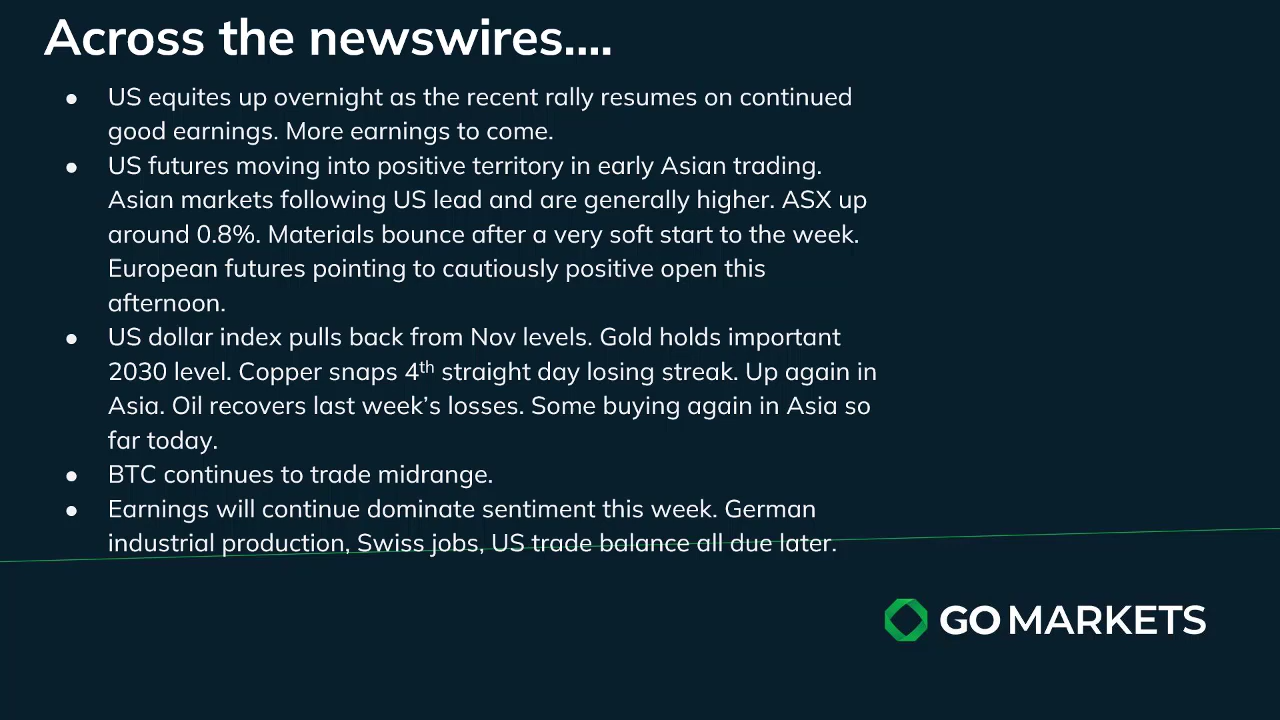 Across the newswires....
● US equites up overnight as the recent rally resumes on continued
good earnings. More earnings to come.
● US futures moving into positive territory in early Asian trading.
Asian markets following US lead and are generally higher. ASX up
around 0.8%. Materials bounce after a very soft start to the week.
European futures pointing to cautiously positive open this
afternoon.
● US dollar index pulls back from Nov levels. Gold holds important
2030 level. Copper snaps 4th straight day losing streak. Up again in
Asia. Oil recovers last week’s losses. Some buying again in Asia so
far today.
● BTC continues to trade midrange.
● Earnings will continue dominate sentiment this week. German
industrial production, Swiss jobs, US trade balance all due later.
GO MARKETS